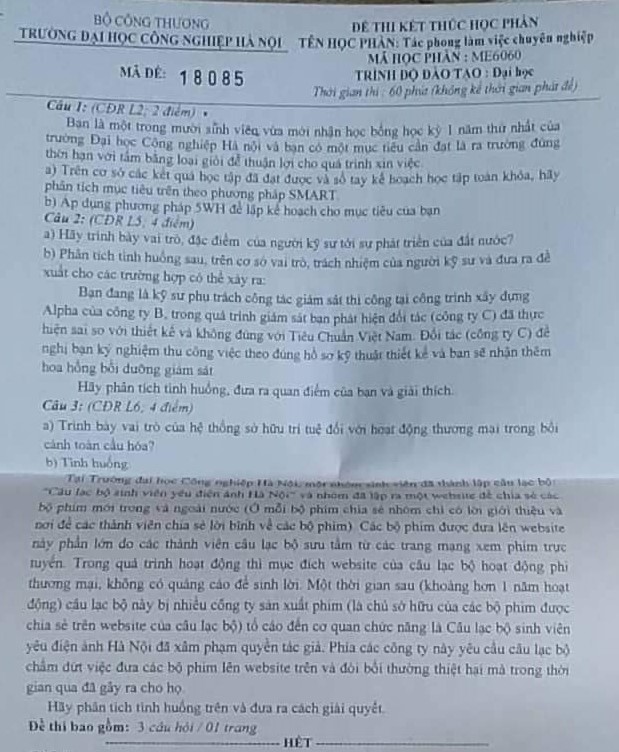 BỘ CÔNG THƯƠNG
TRƯỜNG ĐẠI HỌC CÔNG NGHIỆP HÀ NỘI
MÃ ĐỀ: 18085
ĐỀ THI KẾT THÚC HỌC PHẦN
TÊN HỌC PHẦN: Tác phong làm việc chuyên nghiệp
MÃ HỌC PHẦN : ME6060
TRÌNH ĐỘ ĐÀO TẠO : Đại học
Thời gian thi : 60 phút (không kể thời gian phát đề)
Câu 1: (CĐR L2; 2 điểm)
Bạn là một trong mười sinh viên vừa mới nhận học bổng học kỳ 1 năm thứ nhất của
trường Đại học Công nghiệp Hà nội và bạn có một mục tiêu cần đạt là ra trường đúng
thời hạn với tấm bằng loại giỏi để thuận lợi cho quá trình xin việc.
a) Trên cơ sở các kết quả học tập đã đạt được và sổ tay kế hoạch học tập toàn khóa, hãy
phân tích mục tiêu trên theo phương pháp SMART.
b) Áp dụng phương pháp 5WH để lập kế hoạch cho mục tiêu của bạn
Câu 2: (CĐR L5, 4 điểm)
a) Hãy trình bày vai trò, đặc điểm của người kỹ sư tới sự phát triển của đất nước?
b) Phân tích tình huống sau, trên cơ sở vai trò, trách nhiệm của người kỹ sư và đưa ra đề
xuất cho các trường hợp có thể xảy ra:
Bạn đang là kỹ sư phụ trách công tác giám sát thi công tại công trình xây dựng
Alpha của công ty B, trong quá trình giám sát bạn phát hiện đối tác (công ty C) đã thực
hiện sai so với thiết kế và không đúng với Tiêu Chuẩn Việt Nam. Đối tác (công ty C) đề
nghị bạn ký nghiệm thu công việc theo đúng hồ sơ kỹ thuật thiết kế và bạn sẽ nhận thêm
hoa hồng bồi dưỡng giám sát
Hãy phân tích tình huống, đưa ra quan điểm của bạn và giải thích.
Câu 3: (CĐR L6; 4 điểm)
a) Trình bày vai trò của hệ thống sở hữu trí tuệ đối với hoạt động thương mại trong bối
cảnh toàn cầu hóa?
b) Tình huống
Tại Trường đại học Công nghiệp Hà Nội, một nhóm sinh viên đã thành lập câu lạc bộ:
"Câu lạc bộ sinh viên yêu điện ảnh Hà Nội" và nhóm đã lập ra một website để chia sẻ các
bộ phim mới trong và ngoài nước (Ở mỗi bộ phim chia sẻ nhóm chỉ có lời giới thiệu và
nơi để các thành viên chia sẻ lời bình về các bộ phim). Các bộ phim được đưa lên website
này phần lớn do các thành viên câu lạc bộ sưu tầm từ các trang mạng xem phim trực
tuyến. Trong quá trình hoạt động thì mục đích website của câu lạc bộ hoạt động phi
thương mại, không có quảng cáo để sinh lời. Một thời gian sau (khoảng hơn 1 năm hoạt
động) câu lạc bộ này bị nhiều công ty sản xuất phim (là chủ sở hữu của các bộ phim được
chia sẻ trên website của câu lạc bộ) tố cáo đến cơ quan chức năng là Câu lạc bộ sinh viên
yêu điện ảnh Hà Nội đã xâm phạm quyền tác giả. Phía các công ty này yêu cầu câu lạc bộ
chấm dứt việc đưa các bộ phim lên website trên và đòi bồi thường thiệt hại mà trong thời
gian qua đã gây ra cho họ.
Hãy phân tích tình huống trên và đưa ra cách giải quyết.
Đề thi bao gồm: 3 câu hỏi / 01 trang
HẾT